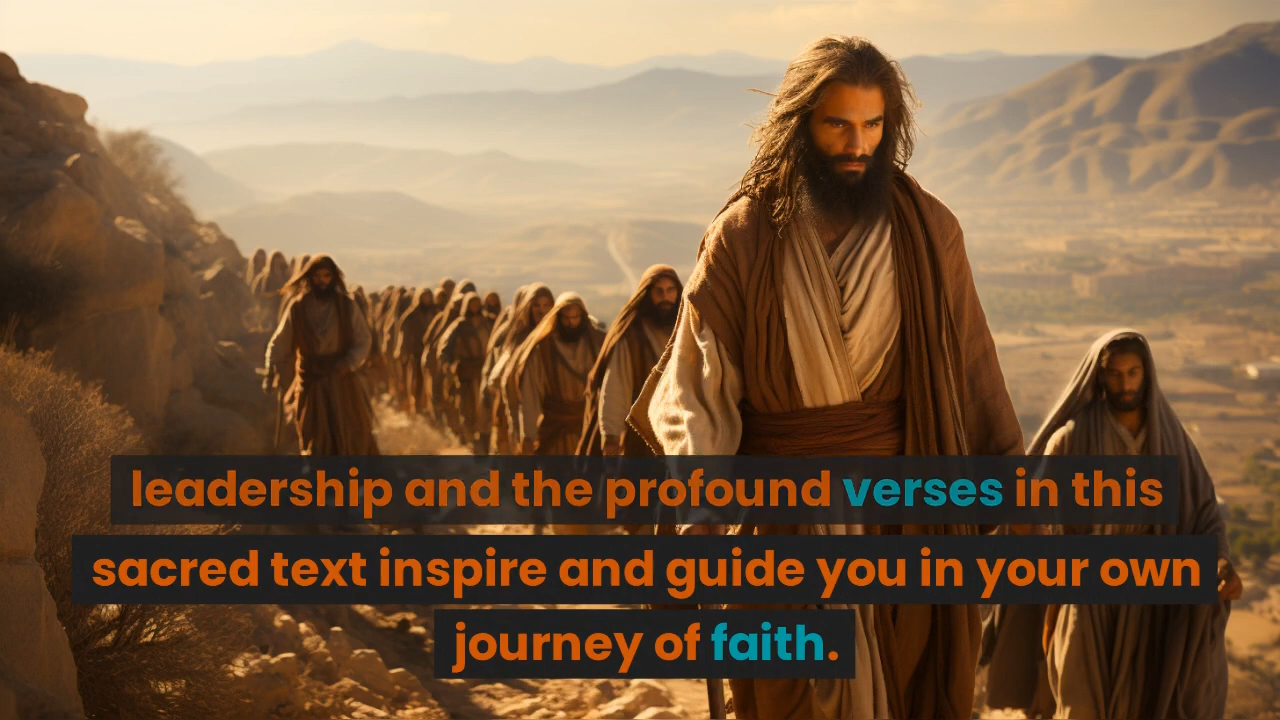 leadership and the profound verses in this
sacred text inspire and guide you in your own
journey of faith.